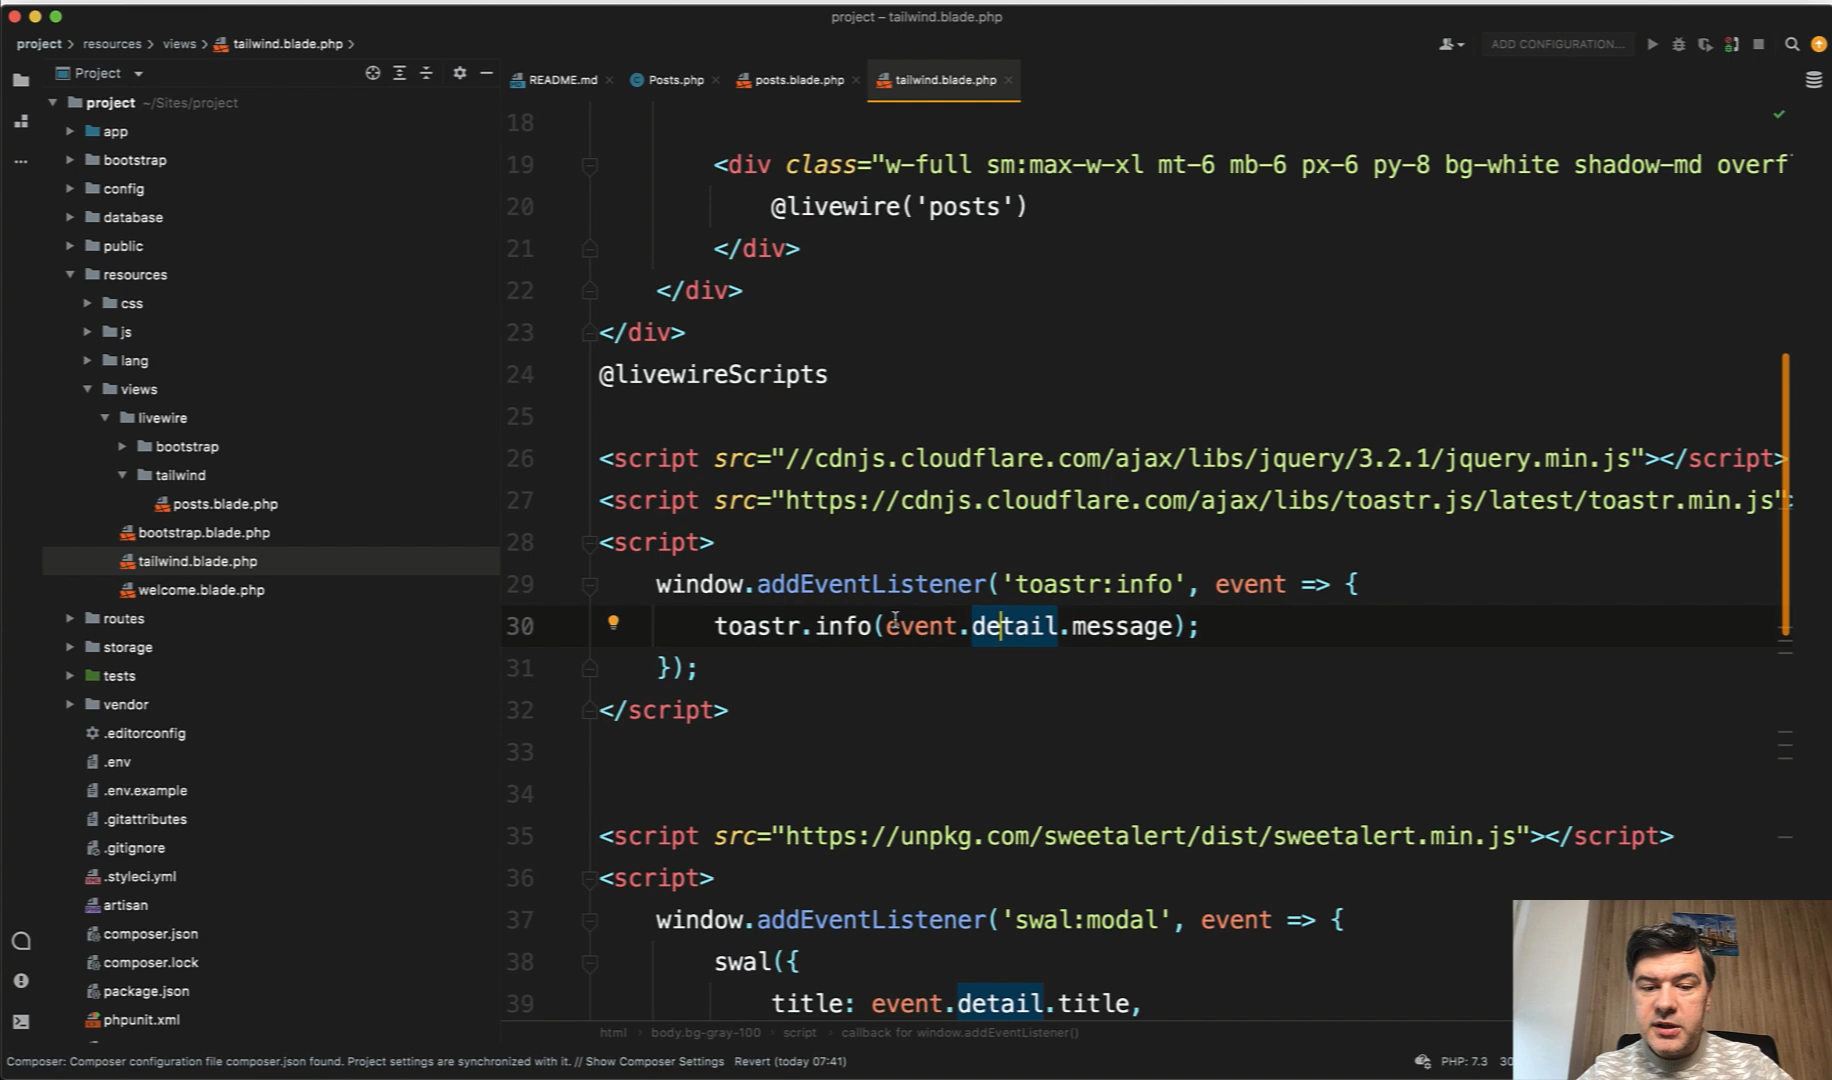 project – tailwind.blade.php
project > resources > views > tailwind.blade.php >
ADD CONFIGURATION...
Project
README.md
Posts.php
posts.blade.php
tailwind.blade.php
project ~/Sites/project
app
bootstrap
config
database
public
resources
css
js
lang
views
livewire
bootstrap
tailwind
posts.blade.php
bootstrap.blade.php
tailwind.blade.php
welcome.blade.php
routes
storage
tests
vendor
.editorconfig
.env
.env.example
.gitattributes
.gitignore
.styleci.yml
artisan
composer.json
composer.lock
package.json
phpunit.xml
18
19 <div class="w-full sm:max-w-xl mt-6 mb-6 px-6 py-8 bg-white shadow-md overf
20 @livewire('posts')
21 </div>
22 </div>
23 </div>
24 @livewireScripts
25
26 <script src="//cdnjs.cloudflare.com/ajax/libs/jquery/3.2.1/jquery.min.js"></script>
27 <script src="https://cdnjs.cloudflare.com/ajax/libs/toastr.js/latest/toastr.min.js"
28 <script>
29 window.addEventListener('toastr:info', event => {
30 toastr.info(event.detail.message);
31 });
32 </script>
33
34
35 <script src="https://unpkg.com/sweetalert/dist/sweetalert.min.js"></script>
36 <script>
37 window.addEventListener('swal:modal', event => {
38 swal({
39 title: event.detail.title,
html body.bg-gray-100 script callback for window.addEventListener()
Composer: Composer configuration file composer.json found. Project settings are synchronized with it. // Show Composer Settings Revert (today 07:41)
PHP: 7.3 30